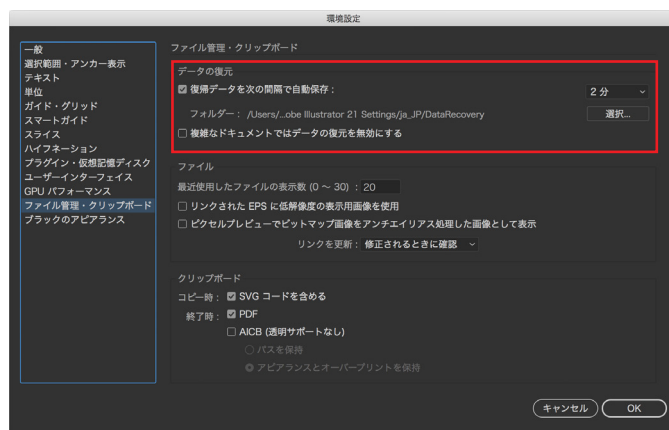 環境設定
一般
選択範囲・アンカー表示
テキスト
単位
ガイド・グリッド
スマートガイド
スライス
ハイフネーション
プラグイン・仮想記憶ディスク
ユーザーインターフェイス
GPU パフォーマンス
ファイル管理・クリップボード
ブラックのアピアランス
ファイル管理・クリップボード
データの復元
復帰データを次の間隔で自動保存：
2 分
フォルダー： /Users/...obe Illustrator 21 Settings/ja_JP/DataRecovery
選択...
複雑なドキュメントではデータの復元を無効にする
ファイル
最近使用したファイルの表示数 (0 ～ 30) ： 20
リンクされた EPS に低解像度の表示用画像を使用
ピクセルプレビューでビットマップ画像をアンチエイリアス処理した画像として表示
リンクを更新： 修正されるときに確認
クリップボード
コピー時： SVG コードを含める
終了時： PDF
AICB (透明サポートなし)
パスを保持
アピアランスとオーバープリントを保持
キャンセル
OK